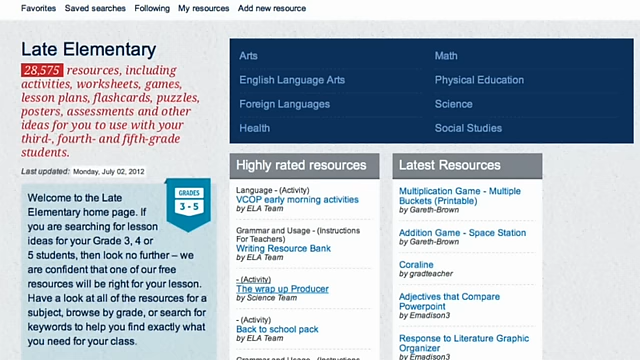 Favorites Saved searches Following My resources Add new resource
Late Elementary
28,575 resources, including
activities, worksheets, games,
lesson plans, flashcards, puzzles,
posters, assessments and other
ideas for you to use with your
third-, fourth- and fifth-grade
students.
Last updated: Monday, July 02, 2012
GRADES
3 - 5
Welcome to the Late
Elementary home page. If
you are searching for lesson
ideas for your Grade 3, 4 or
5 students, then look no further – we
are confident that one of our free
resources will be right for your lesson.
Have a look at all of the resources for a
subject, browse by grade, or search for
keywords to help you find exactly what
you need for your class.
Arts
English Language Arts
Foreign Languages
Health
Math
Physical Education
Science
Social Studies
Highly rated resources
Language - (Activity)
VCOP early morning activities
by ELA Team
Grammar and Usage - (Instructions
For Teachers)
Writing Resource Bank
by ELA Team
- (Activity)
The wrap up Producer
by Science Team
- (Activity)
Back to school pack
by ELA Team
Grammar and Usage - (Instructions
Latest Resources
Multiplication Game - Multiple
Buckets (Printable)
by Gareth-Brown
Addition Game - Space Station
by Gareth-Brown
Coraline
by gradteacher
Adjectives that Compare
Powerpoint
by Emadison3
Response to Literature Graphic
Organizer
by Emadison3